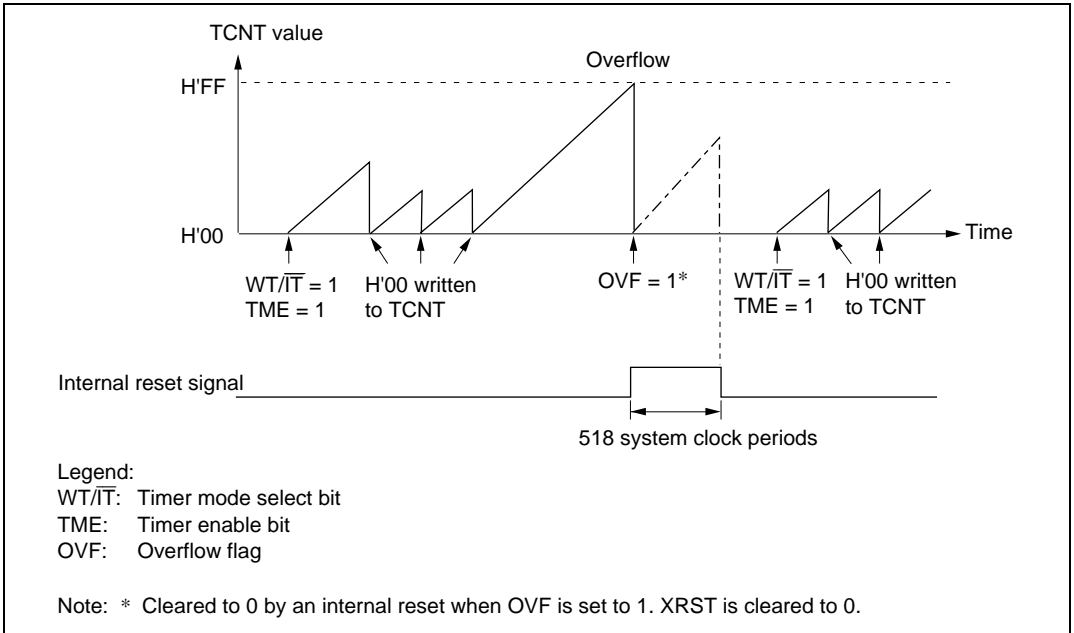 TCNT value
Overflow
H'FF
H'00
Time
WT/I̅T̅ = 1
TME = 1
H'00 written
to TCNT
OVF = 1*
WT/I̅T̅ = 1
TME = 1
H'00 written
to TCNT
Internal reset signal
518 system clock periods
Legend:
WT/I̅T̅: Timer mode select bit
TME: Timer enable bit
OVF: Overflow flag
Note: * Cleared to 0 by an internal reset when OVF is set to 1. XRST is cleared to 0.